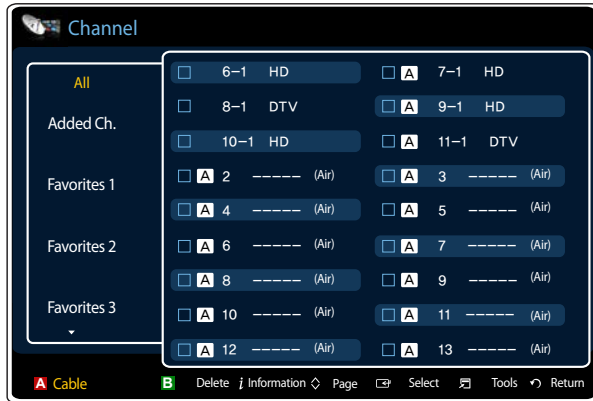 Channel
All
Added Ch.
Favorites 1
Favorites 2
Favorites 3
6−1 HD A 7−1 HD
8−1 DTV A 9−1 HD
10−1 HD A 11−1 DTV
A 2 −−−−− (Air) A 3 −−−−− (Air)
A 4 −−−−− (Air) A 5 −−−−− (Air)
A 6 −−−−− (Air) A 7 −−−−− (Air)
A 8 −−−−− (Air) A 9 −−−−− (Air)
A 10 −−−−− (Air) A 11 −−−−− (Air)
A 12 −−−−− (Air) A 13 −−−−− (Air)
A Cable B Delete i Information Page Select Tools Return